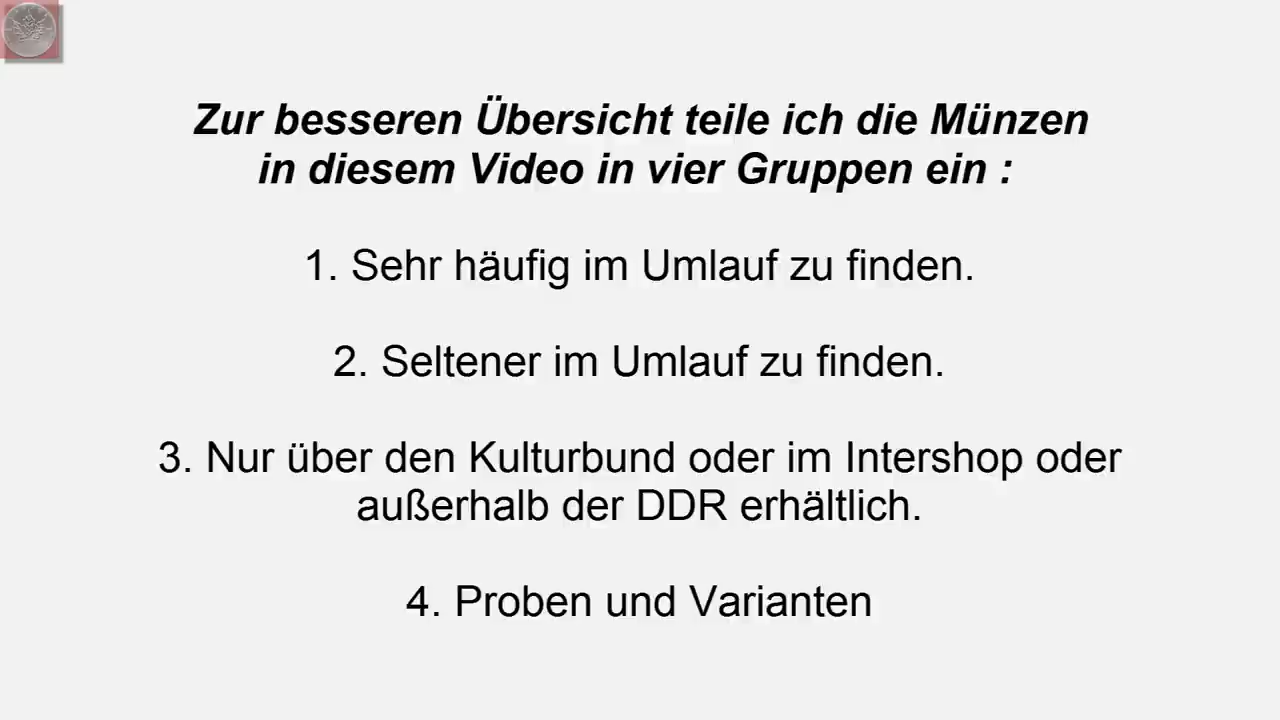 Zur besseren Übersicht teile ich die Münzen
in diesem Video in vier Gruppen ein :
1. Sehr häufig im Umlauf zu finden.
2. Seltener im Umlauf zu finden.
3. Nur über den Kulturbund oder im Intershop oder
außerhalb der DDR erhältlich.
4. Proben und Varianten